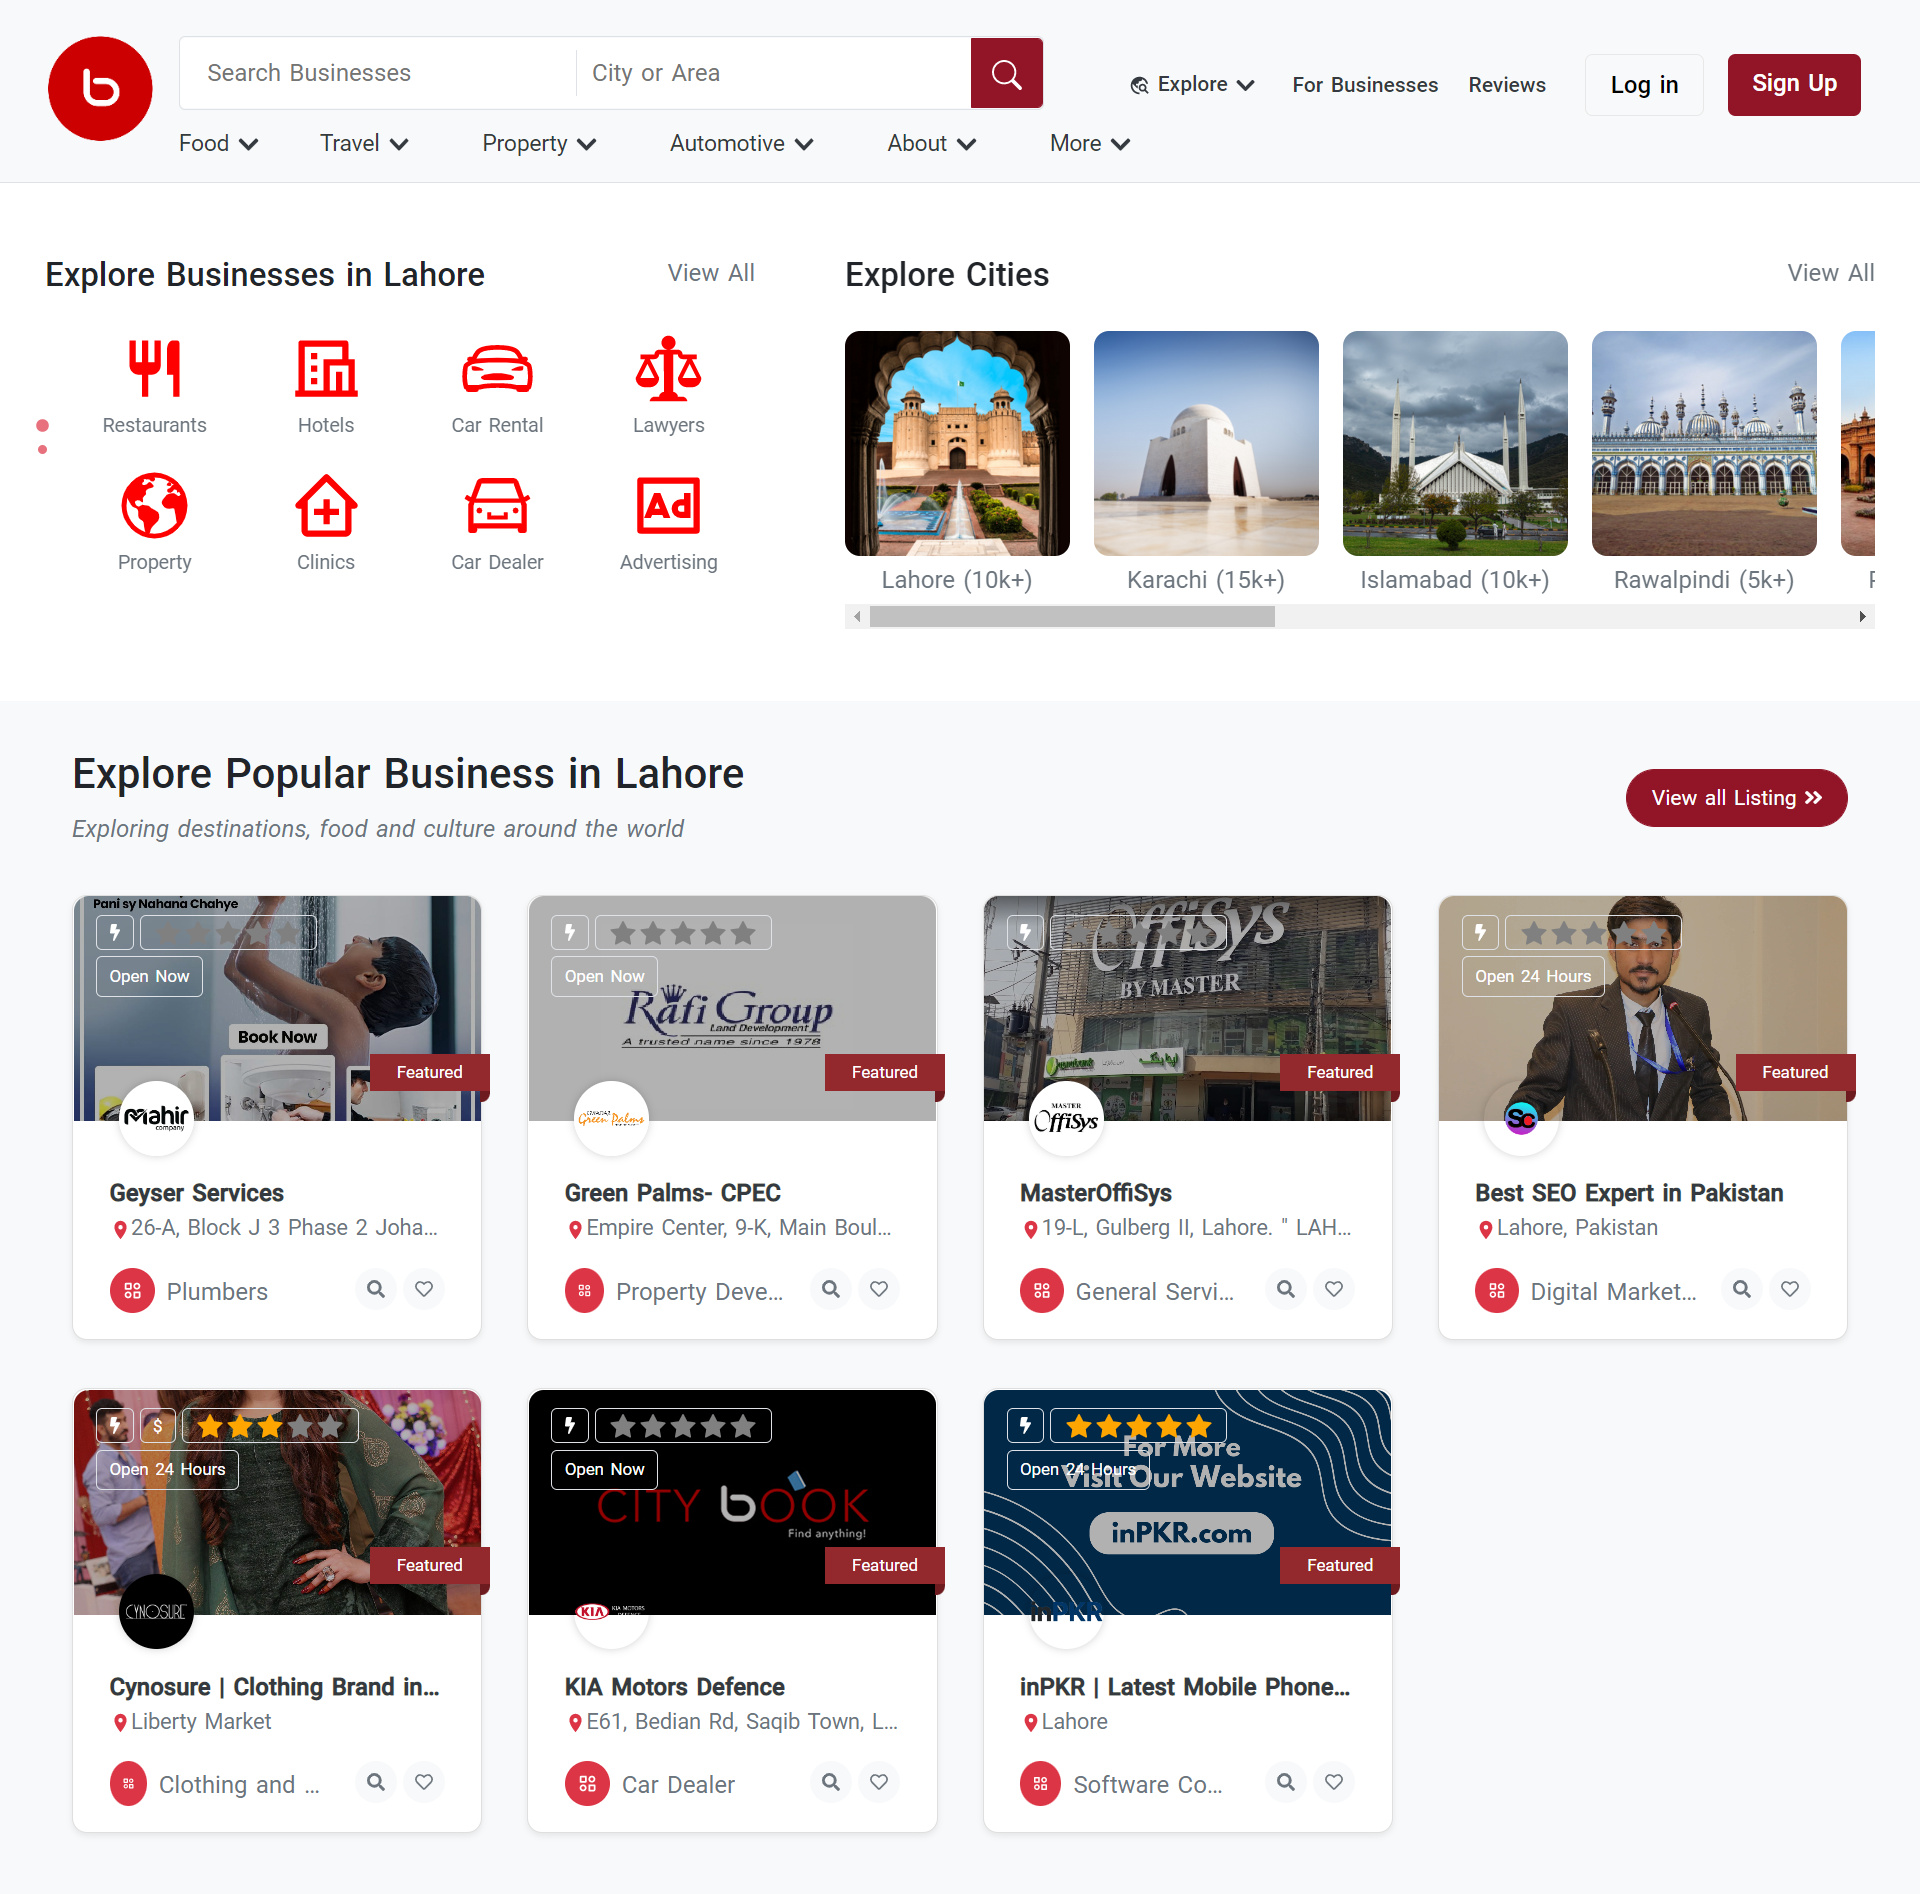 b
Search Businesses
City or Area
Explore
For Businesses
Reviews
Log in
Sign Up
Food
Travel
Property
Automotive
About
More
Explore Businesses in Lahore
View All
Restaurants
Hotels
Car Rental
Lawyers
Property
Clinics
Car Dealer
Ad
Advertising
Explore Cities
View All
Lahore (10k+)
Karachi (15k+)
Islamabad (10k+)
Rawalpindi (5k+)
Explore Popular Business in Lahore
Exploring destinations, food and culture around the world
View all Listing
Pani sy Nahana Chahye
Open Now
Book Now
Featured
Mahir
company
Geyser Services
26-A, Block J 3 Phase 2 Joha...
Plumbers
Open Now
Rafi Group
Land Development
A trusted name since 1978
Featured
Green Palms
Green Palms- CPEC
Empire Center, 9-K, Main Boul...
Property Deve...
OffiSys
BY MASTER
Featured
MASTER
OffiSys
MasterOffiSys
19-L, Gulberg II, Lahore. " LAH...
General Servi...
Open 24 Hours
Featured
SC
Best SEO Expert in Pakistan
Lahore, Pakistan
Digital Market...
$
Open 24 Hours
Featured
CYNOSURE
Cynosure | Clothing Brand in...
Liberty Market
Clothing and ...
Open Now
CITY bOOK
Find anything!
Featured
KIA KIA MOTORS
DEFENCE
KIA Motors Defence
E61, Bedian Rd, Saqib Town, L...
Car Dealer
Open 24 Hours
For More
Visit Our Website
inPKR.com
Featured
inPKR
inPKR | Latest Mobile Phone...
Lahore
Software Co...